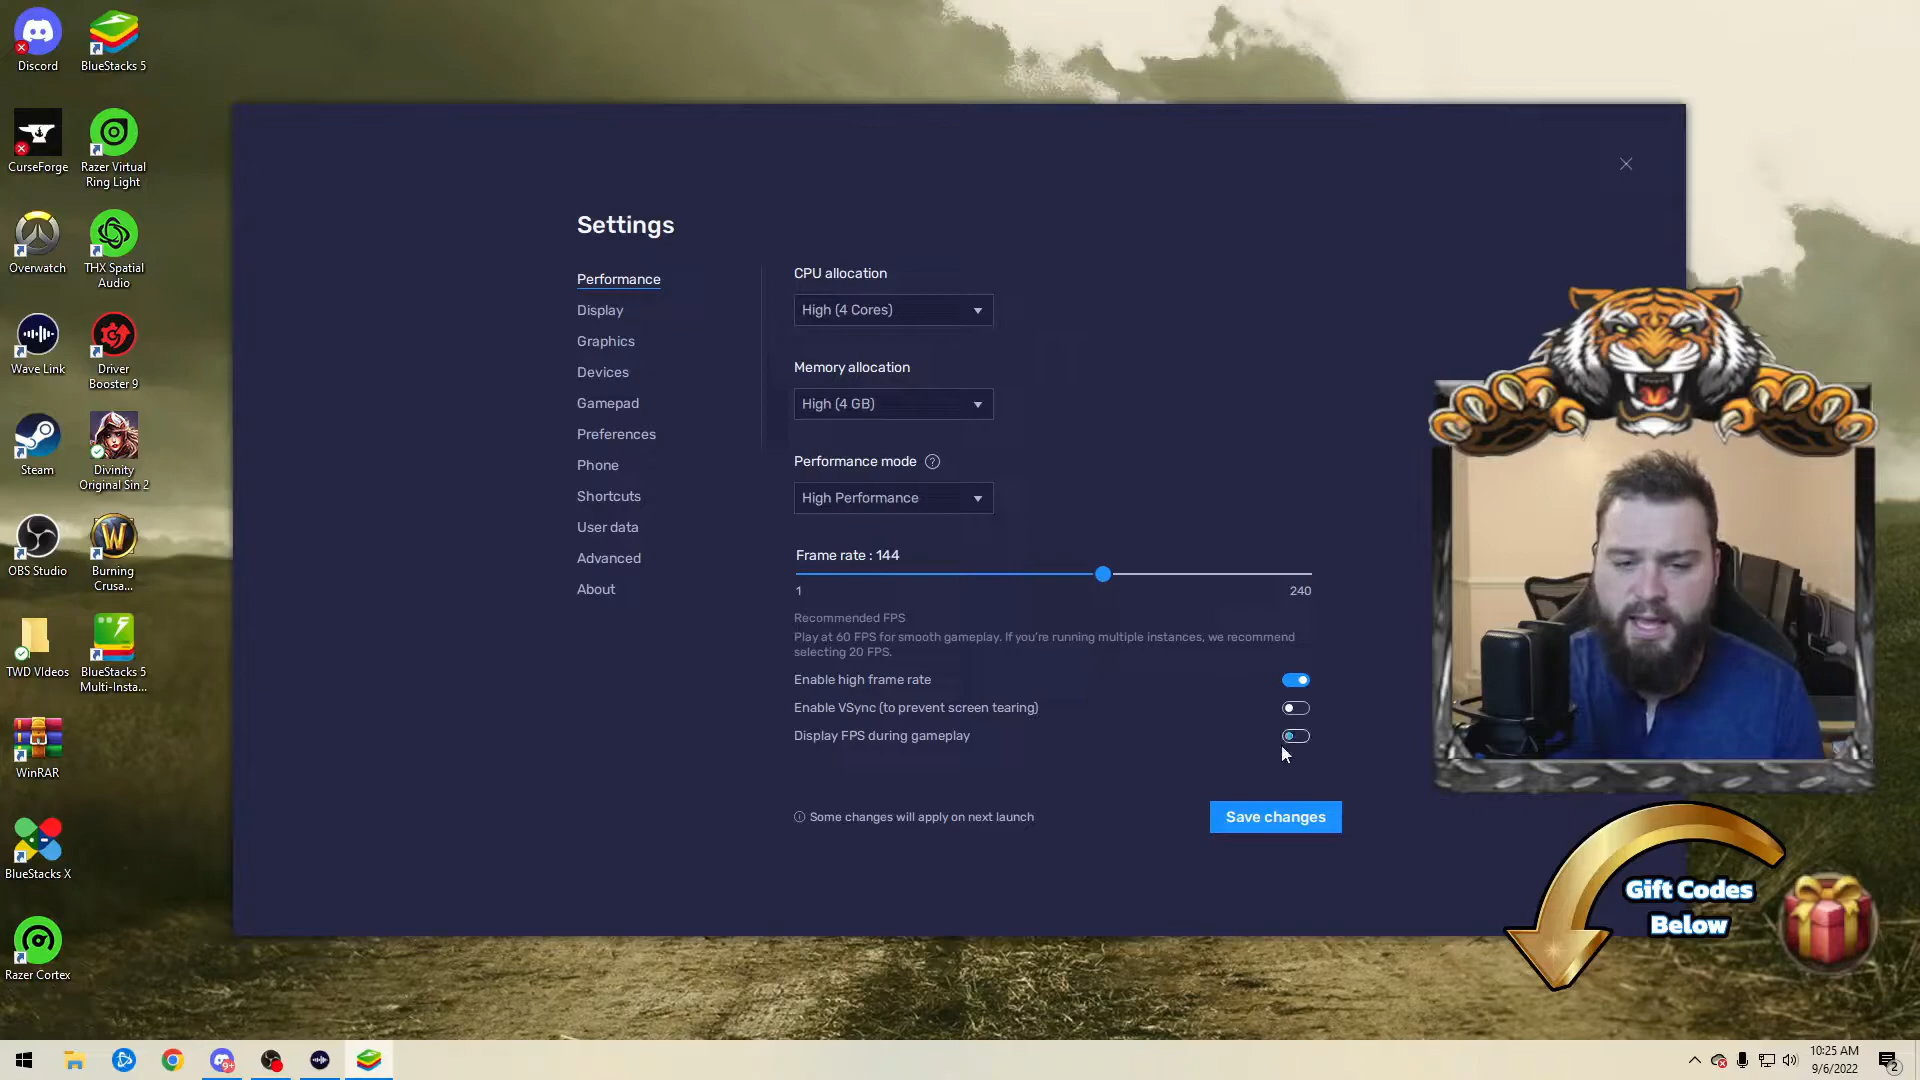 Discord
BlueStacks 5
CurseForge
Razer Virtual
Ring Light
Overwatch
THX Spatial
Audio
Wave Link
Driver
Booster 9
Steam
Divinity
Original Sin 2
OBS Studio
Burning
Crusa...
TWD VIdeos
BlueStacks 5
Multi-Insta...
WinRAR
BlueStacks X
Razer Cortex
Settings
Performance
Display
Graphics
Devices
Gamepad
Preferences
Phone
Shortcuts
User data
Advanced
About
CPU allocation
High (4 Cores)
Memory allocation
High (4 GB)
Performance mode ?
High Performance
Frame rate : 144
1
240
Recommended FPS
Play at 60 FPS for smooth gameplay. If you're running multiple instances, we recommend
selecting 20 FPS.
Enable high frame rate
Enable VSync (to prevent screen tearing)
Display FPS during gameplay
Some changes will apply on next launch
Save changes
Gift Codes
Below
9+
10:25 AM
9/6/2022
2